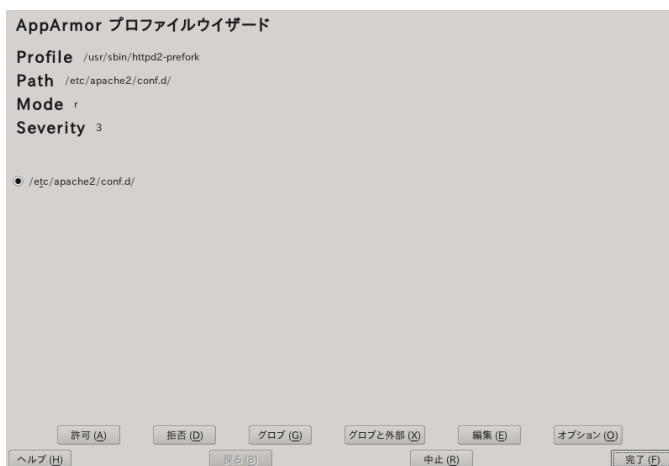 AppArmor プロファイルウイザード
Profile /usr/sbin/httpd2-prefork
Path /etc/apache2/conf.d/
Mode r
Severity 3
/etc/apache2/conf.d/
許可 (A) 拒否 (D) グロブ (G) グロブと外部 (X) 編集 (E) オプション (O)
ヘルプ (H) 戻る (B) 中止 (R) 完了 (F)